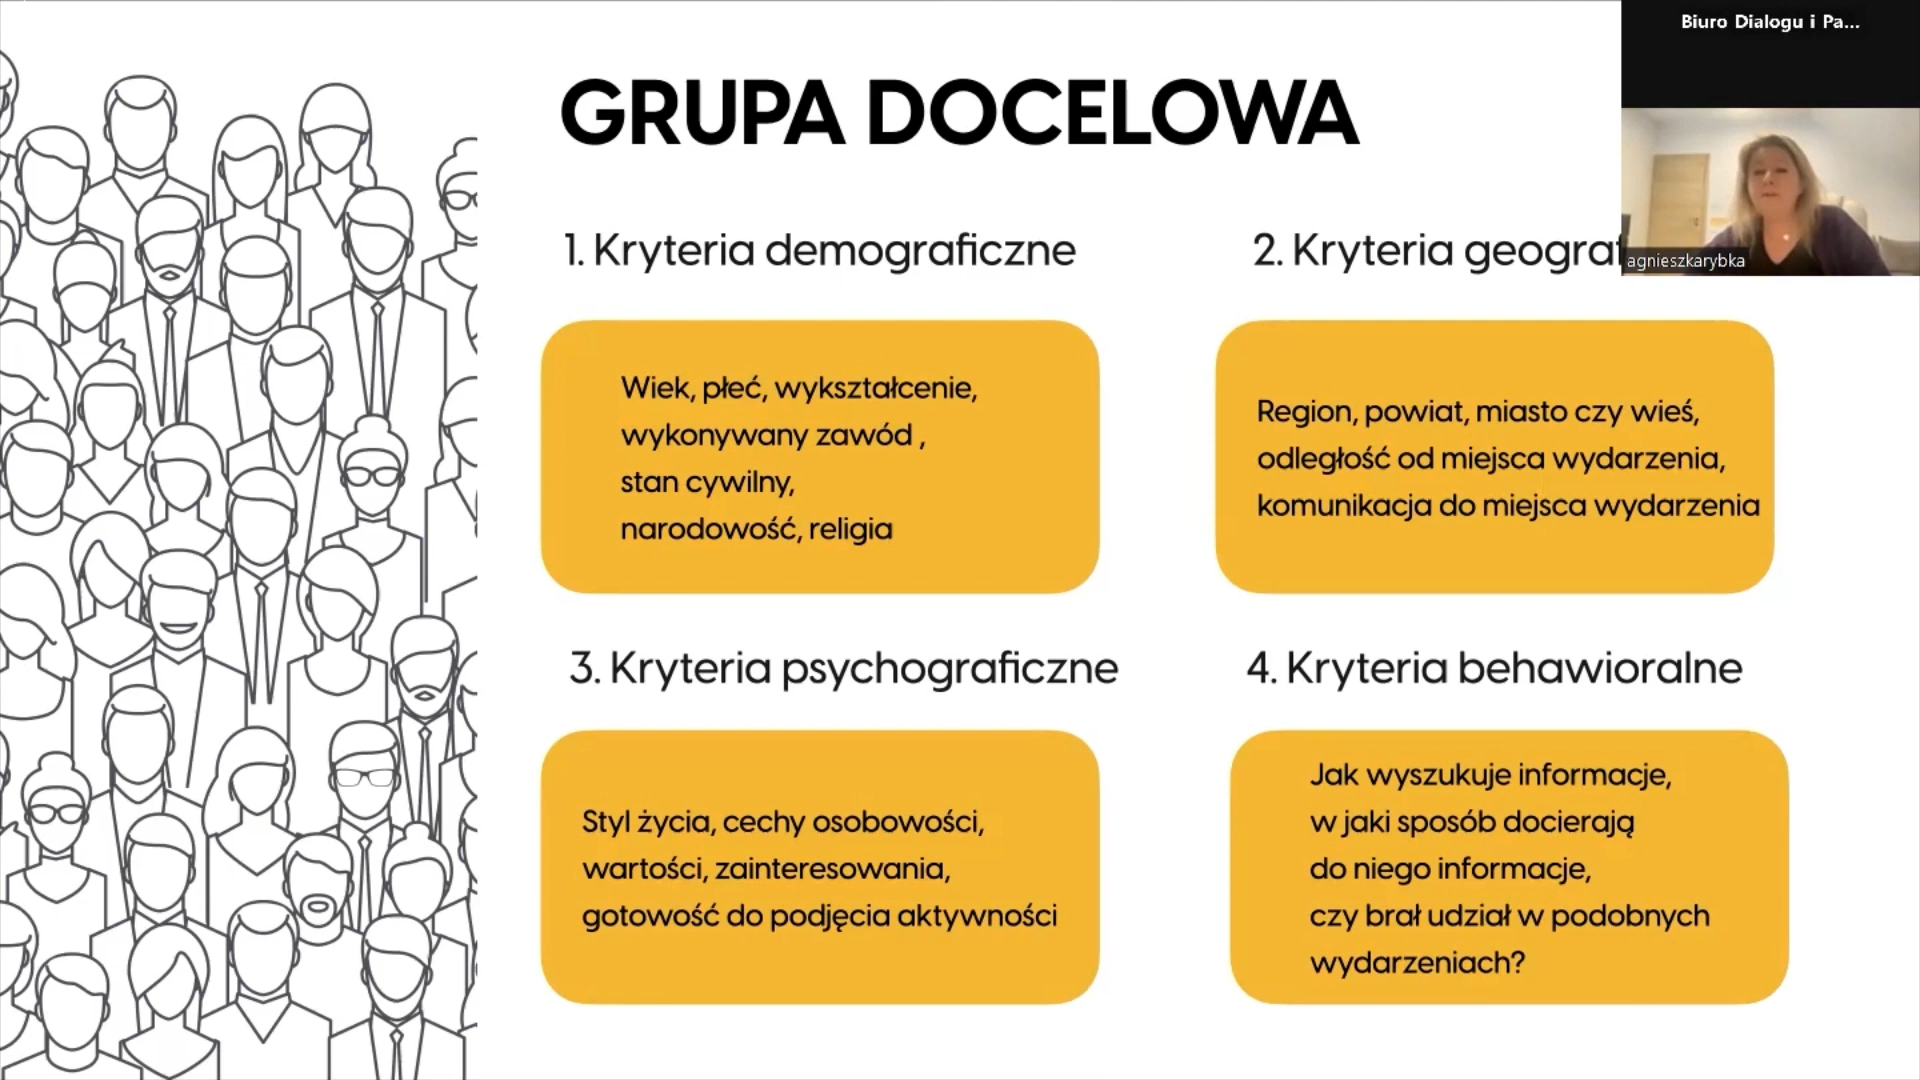 Biuro Dialogu i Pa...
GRUPA DOCELOWA
1. Kryteria demograficzne
2. Kryteria
agnieszkarybka
Wiek, płeć, wykształcenie,
wykonywany zawód ,
stan cywilny,
narodowość, religia
Region, powiat, miasto czy wieś,
odległość od miejsca wydarzenia,
komunikacja do miejsca wydarzenia
3. Kryteria psychograficzne
4. Kryteria behawioralne
Styl życia, cechy osobowości,
wartości, zainteresowania,
gotowość do podjęcia aktywności
Jak wyszukuje informacje,
w jaki sposób docierają
do niego informacje,
czy brał udział w podobnych
wydarzeniach?